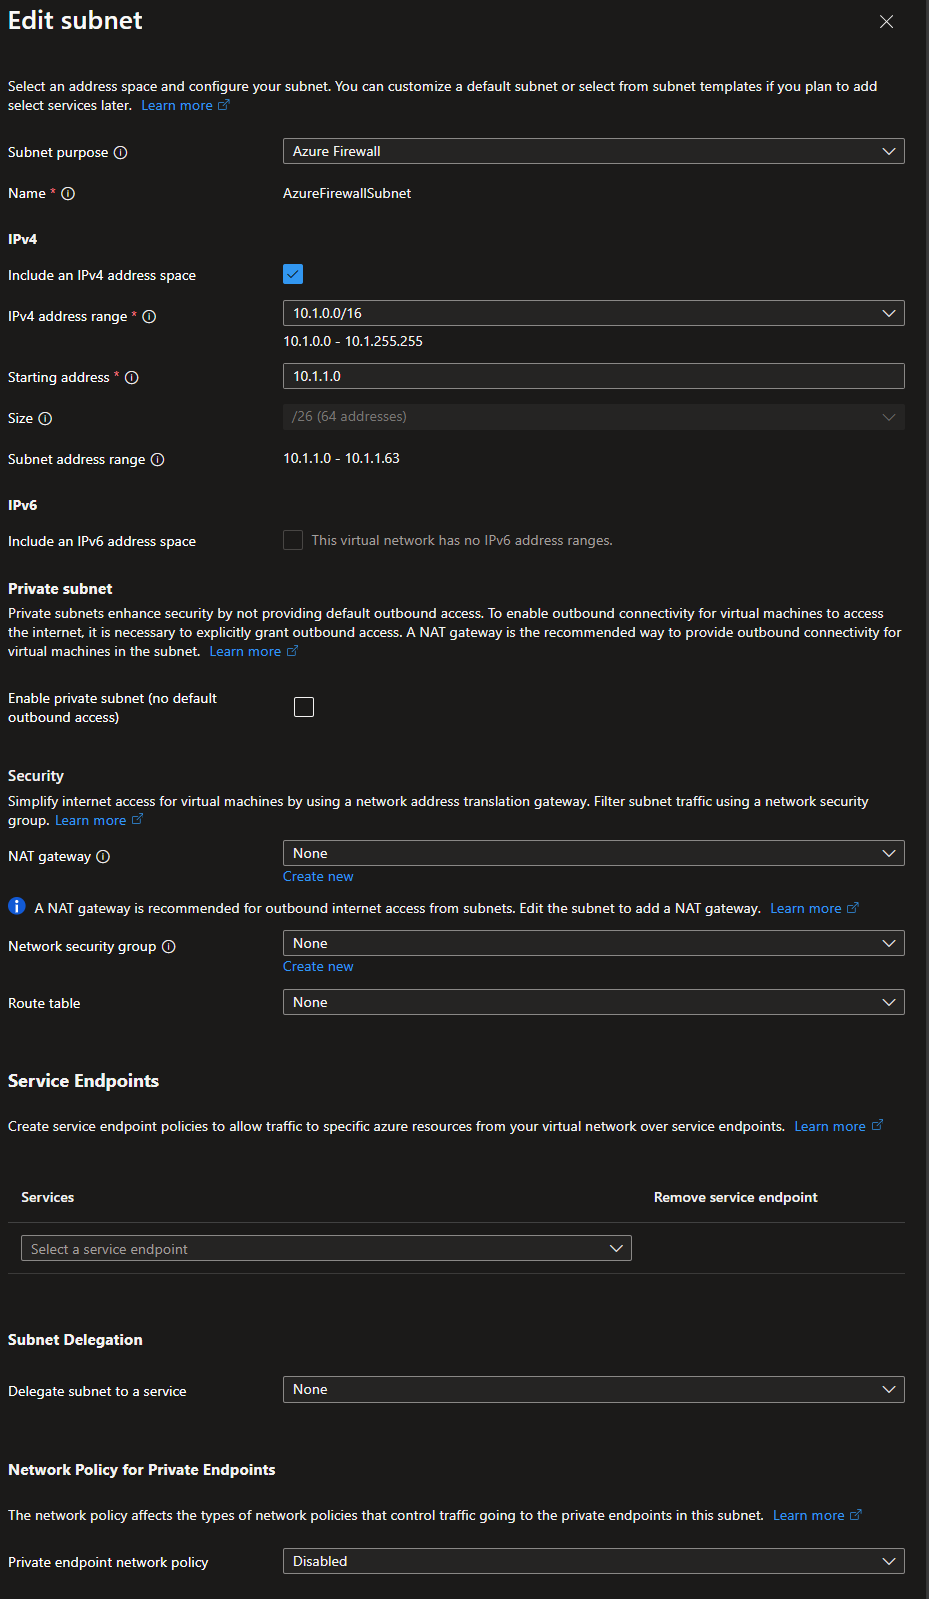 Edit subnet
Select an address space and configure your subnet. You can customize a default subnet or select from subnet templates if you plan to add
select services later. Learn more
Subnet purpose
Azure Firewall
Name *
AzureFirewallSubnet
IPv4
Include an IPv4 address space
IPv4 address range *
10.1.0.0/16
10.1.0.0 - 10.1.255.255
Starting address *
10.1.1.0
Size
/26 (64 addresses)
Subnet address range
10.1.1.0 - 10.1.1.63
IPv6
Include an IPv6 address space
This virtual network has no IPv6 address ranges.
Private subnet
Private subnets enhance security by not providing default outbound access. To enable outbound connectivity for virtual machines to access
the internet, it is necessary to explicitly grant outbound access. A NAT gateway is the recommended way to provide outbound connectivity for
virtual machines in the subnet. Learn more
Enable private subnet (no default
outbound access)
Security
Simplify internet access for virtual machines by using a network address translation gateway. Filter subnet traffic using a network security
group. Learn more
NAT gateway
None
Create new
A NAT gateway is recommended for outbound internet access from subnets. Edit the subnet to add a NAT gateway. Learn more
Network security group
None
Create new
Route table
None
Service Endpoints
Create service endpoint policies to allow traffic to specific azure resources from your virtual network over service endpoints. Learn more
Services
Remove service endpoint
Select a service endpoint
Subnet Delegation
Delegate subnet to a service
None
Network Policy for Private Endpoints
The network policy affects the types of network policies that control traffic going to the private endpoints in this subnet. Learn more
Private endpoint network policy
Disabled